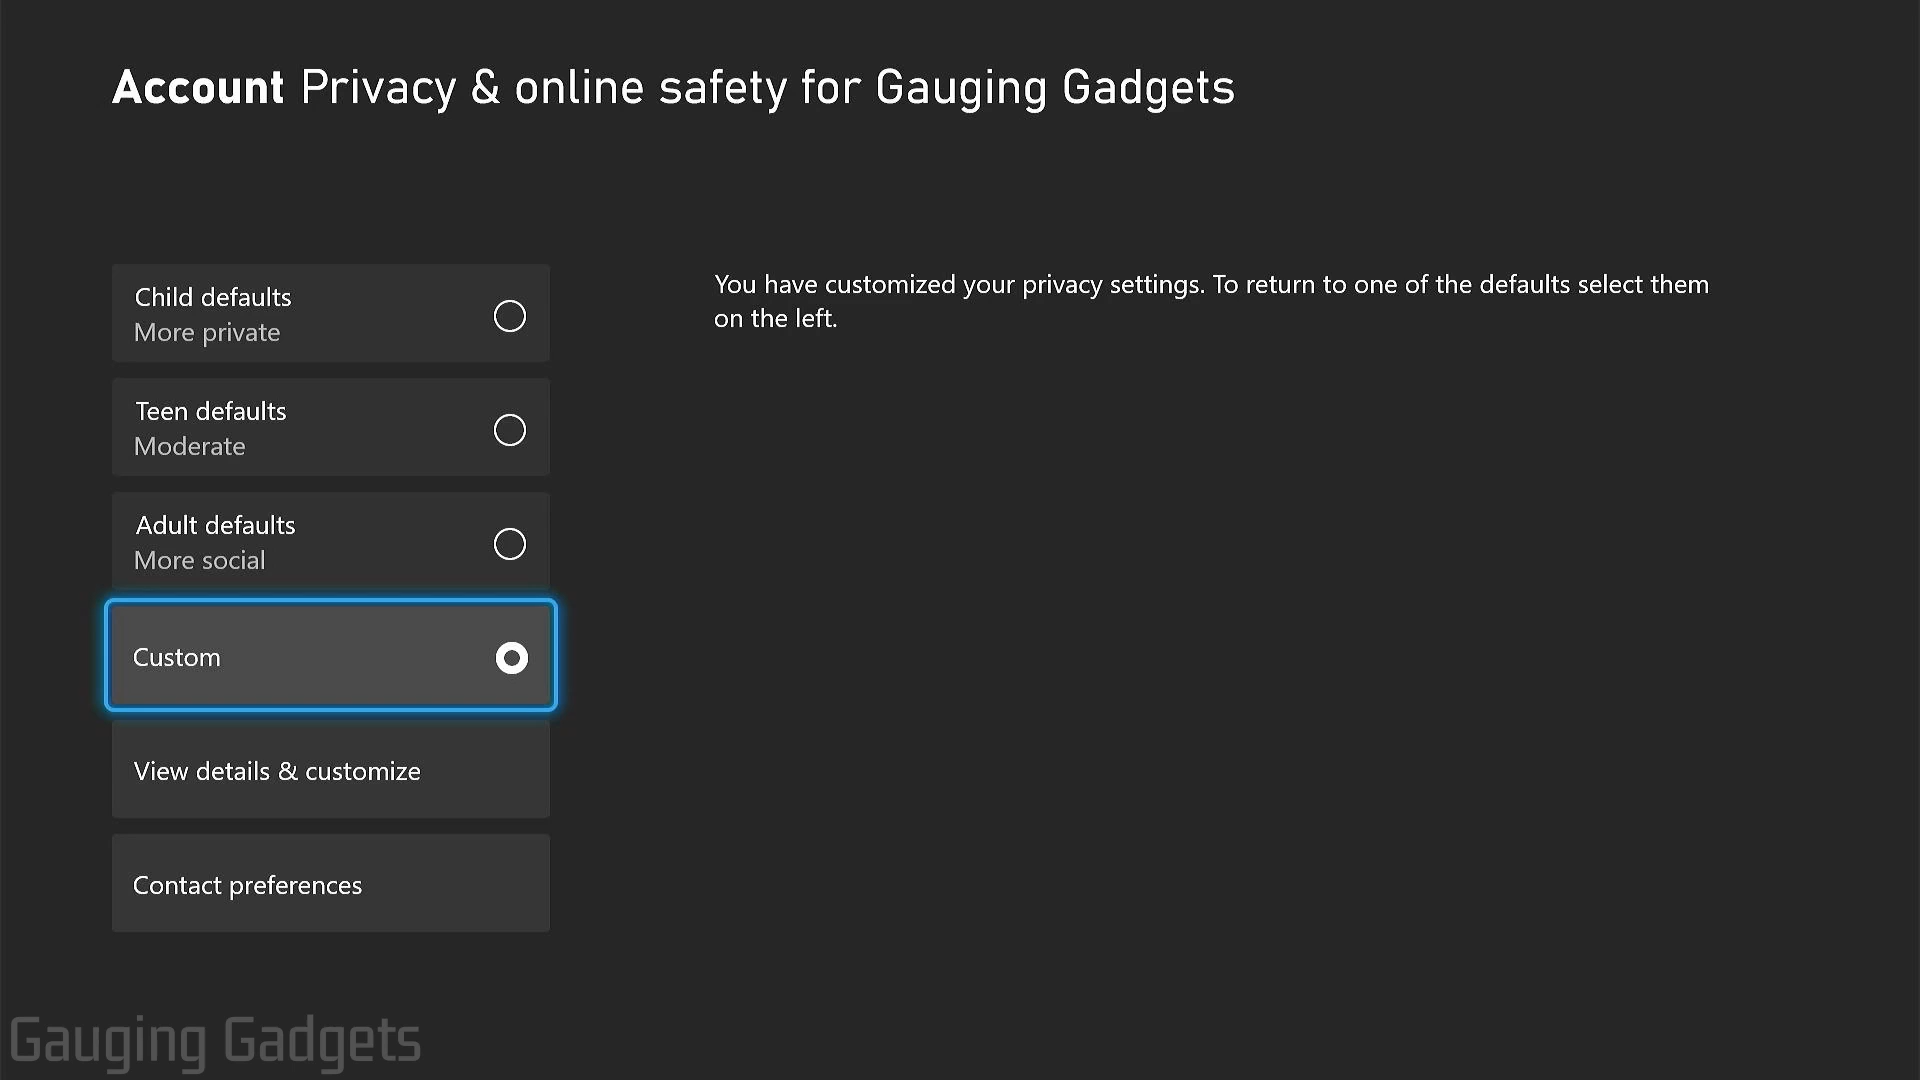 Account Privacy & online safety for Gauging Gadgets
Child defaults
More private
Teen defaults
Moderate
Adult defaults
More social
Custom
View details & customize
Contact preferences
You have customized your privacy settings. To return to one of the defaults select them
on the left.
Gauging Gadgets